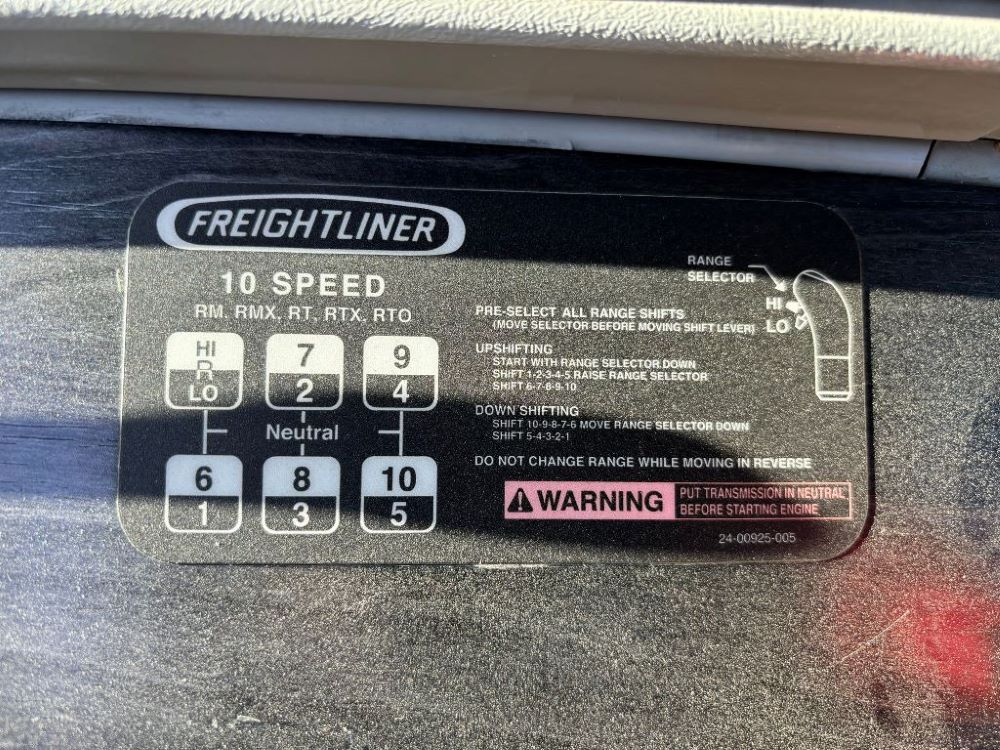 FREIGHTLINER
10 SPEED
RM, RMX, RT, RTX, RTO
HI
R
LO
7
2
9
4
Neutral
6
1
8
3
10
5
RANGE
SELECTOR
HI
LO
PRE-SELECT ALL RANGE SHIFTS
(MOVE SELECTOR BEFORE MOVING SHIFT LEVER)
UPSHIFTING
START WITH RANGE SELECTOR DOWN
SHIFT 1-2-3-4-5 RAISE RANGE SELECTOR
SHIFT 6-7-8-9-10
DOWN SHIFTING
SHIFT 10-9-8-7-6 MOVE RANGE SELECTOR DOWN
SHIFT 5-4-3-2-1
DO NOT CHANGE RANGE WHILE MOVING IN REVERSE
WARNING
PUT TRANSMISSION IN NEUTRAL
BEFORE STARTING ENGINE
24-00925-005